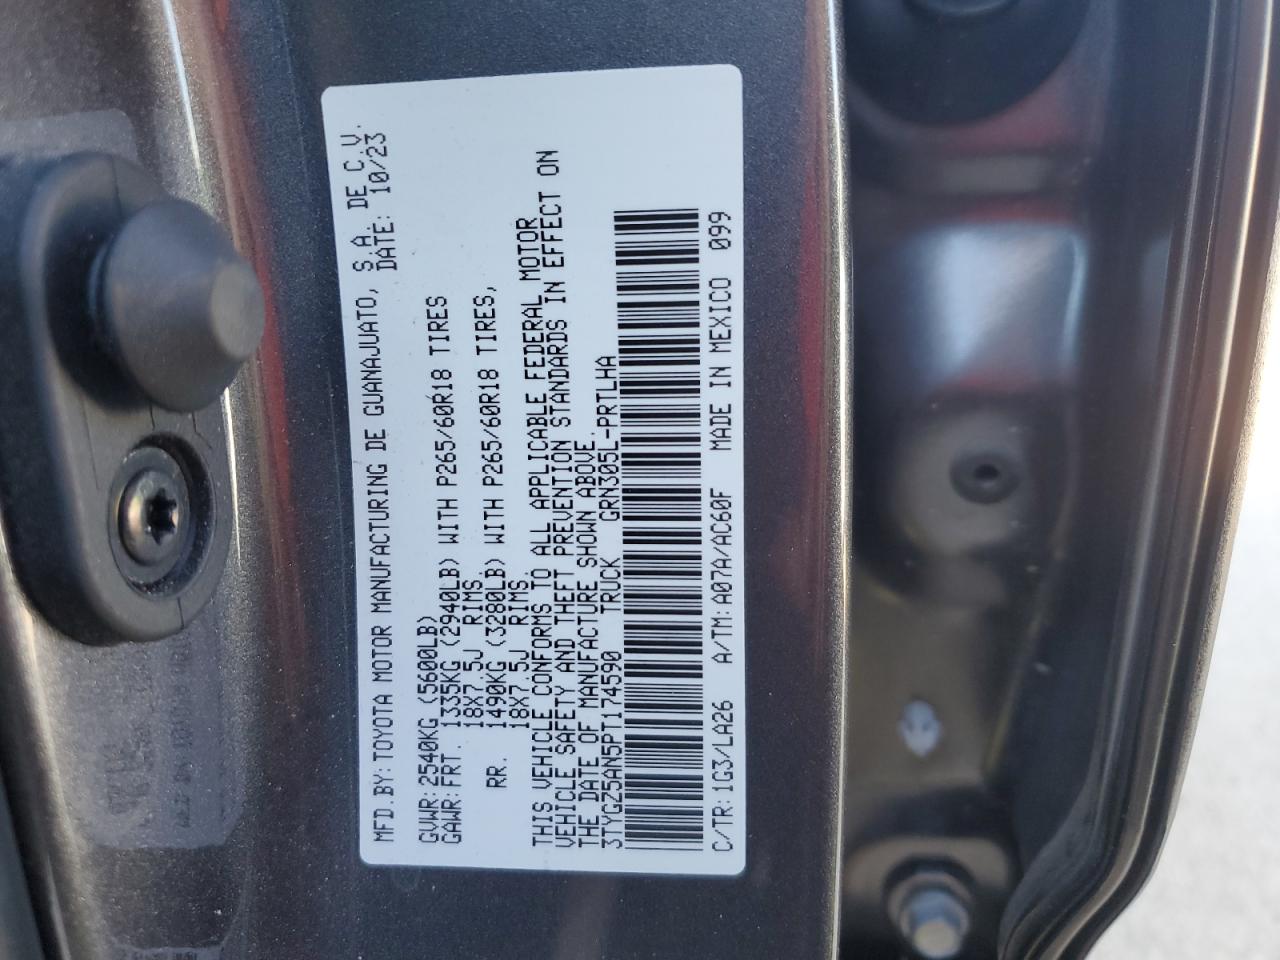 MFD.BY:TOYOTA MOTOR MANUFACTURING DE GUANAJUATO, S.A. DE C.V.
DATE: 10/23
GVWR:2540KG(5600LB)
GAWR:FRT. 1335KG(2940LB) WITH P265/60R18 TIRES
18X7.5J RIMS,
RR. 1490KG(3280LB) WITH P265/60R18 TIRES,
18X7.5J RIMS.
THIS VEHICLE CONFORMS TO ALL APPLICABLE FEDERAL MOTOR
VEHICLE SAFETY AND THEFT PREVENTION STANDARDS IN EFFECT ON
THE DATE OF MANUFACTURE SHOWN ABOVE.
3TYGZ5AN5PT174590 TRUCK GRN305L-PRTLHA
C/TR:1G3/LA26 A/TM:A07A/AC60F MADE IN MEXICO 099